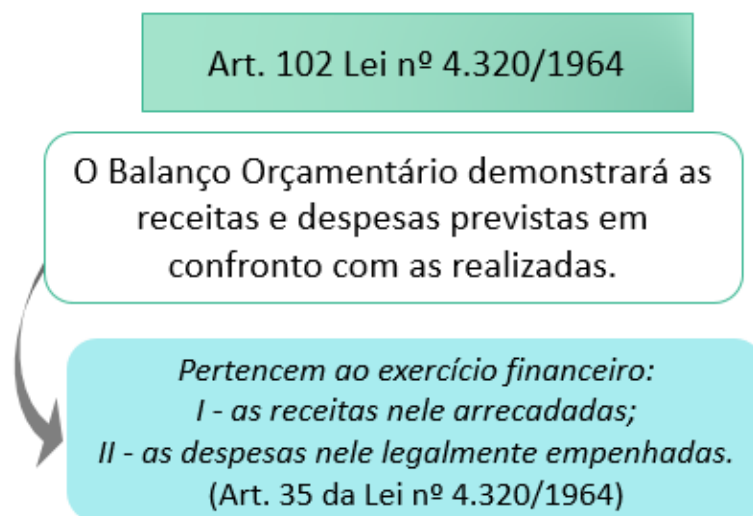 Art. 102 Lei nº 4.320/1964
O Balanço Orçamentário demonstrará as
receitas e despesas previstas em
confronto com as realizadas.
Pertencem ao exercício financeiro:
I - as receitas nele arrecadadas;
II - as despesas nele legalmente empenhadas.
(Art. 35 da Lei nº 4.320/1964)